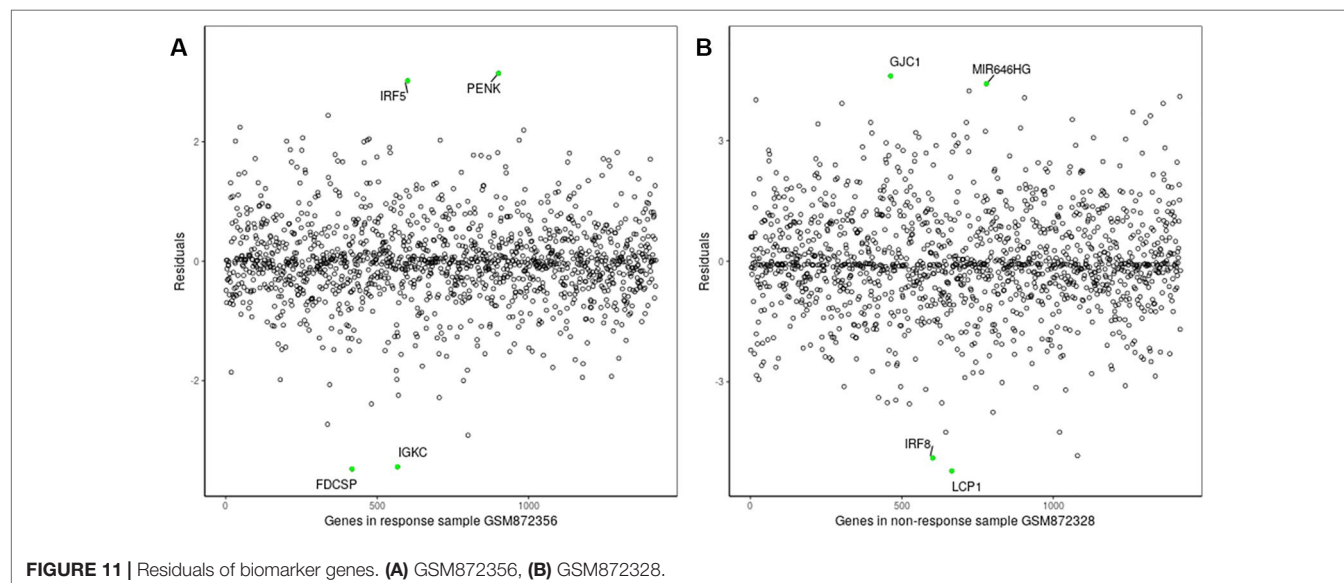 A
B
IRF5
PENK
GJC1
MIR646HG
2
0
-2
3
0
-3
Residuals
Residuals
FDCSP
IGKC
IRF8
LCP1
0 500 1000
0 500 1000
Genes in response sample GSM872356
Genes in non-response sample GSM872328
FIGURE 11 | Residuals of biomarker genes. (A) GSM872356, (B) GSM872328.